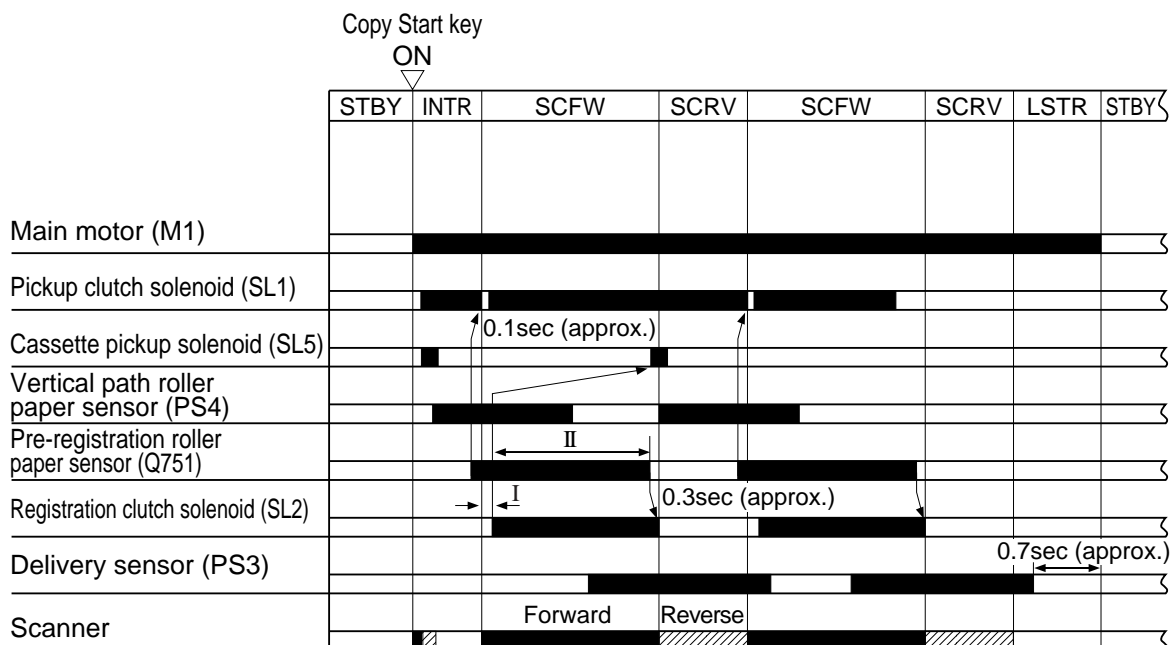 Copy Start key
ON
STBY INTR SCFW SCRV SCFW SCRV LSTR STBY
Main motor (M1)
Pickup clutch solenoid (SL1)
0.1sec (approx.)
Cassette pickup solenoid (SL5)
Vertical path roller
paper sensor (PS4)
Pre-registration roller
paper sensor (Q751)
II
I
0.3sec (approx.)
Registration clutch solenoid (SL2)
0.7sec (approx.)
Delivery sensor (PS3)
Forward Reverse
Scanner